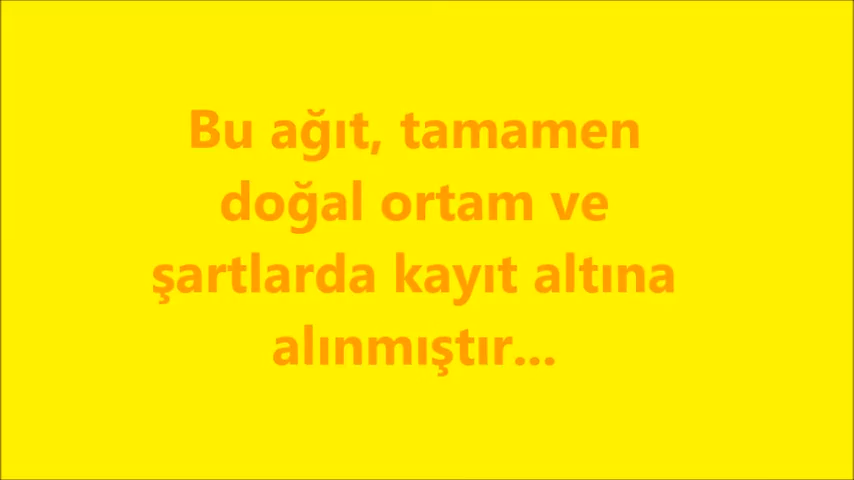 Bu ağıt, tamamen
doğal ortam ve
şartlarda kayıt altına
alınmıştır...